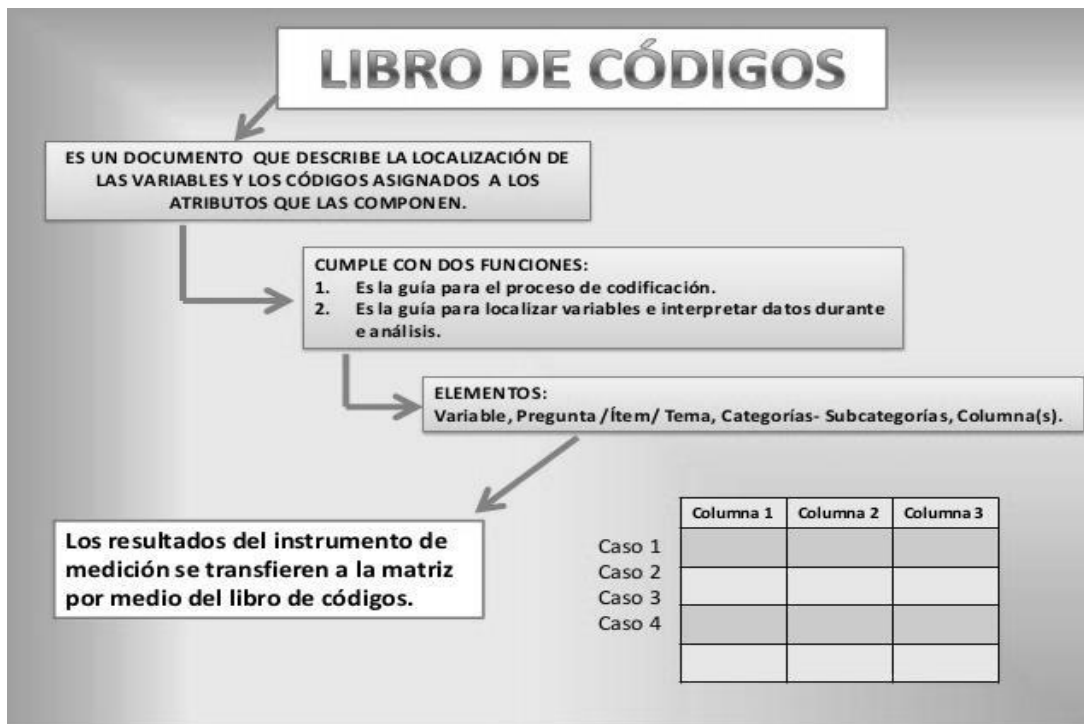 LIBRO DE CÓDIGOS
ES UN DOCUMENTO QUE DESCRIBE LA LOCALIZACIÓN DE
LAS VARIABLES Y LOS CÓDIGOS ASIGNADOS A LOS
ATRIBUTOS QUE LAS COMPONEN.
CUMPLE CON DOS FUNCIONES:
1. Es la guía para el proceso de codificación.
2. Es la guía para localizar variables e interpretar datos durante
e análisis.
ELEMENTOS:
Variable, Pregunta /Ítem/ Tema, Categorías- Subcategorías, Columna(s).
Los resultados del instrumento de
medición se transfieren a la matriz
por medio del libro de códigos.
Columna 1 Columna 2 Columna 3
Caso 1
Caso 2
Caso 3
Caso 4